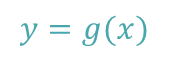 y = g(x)